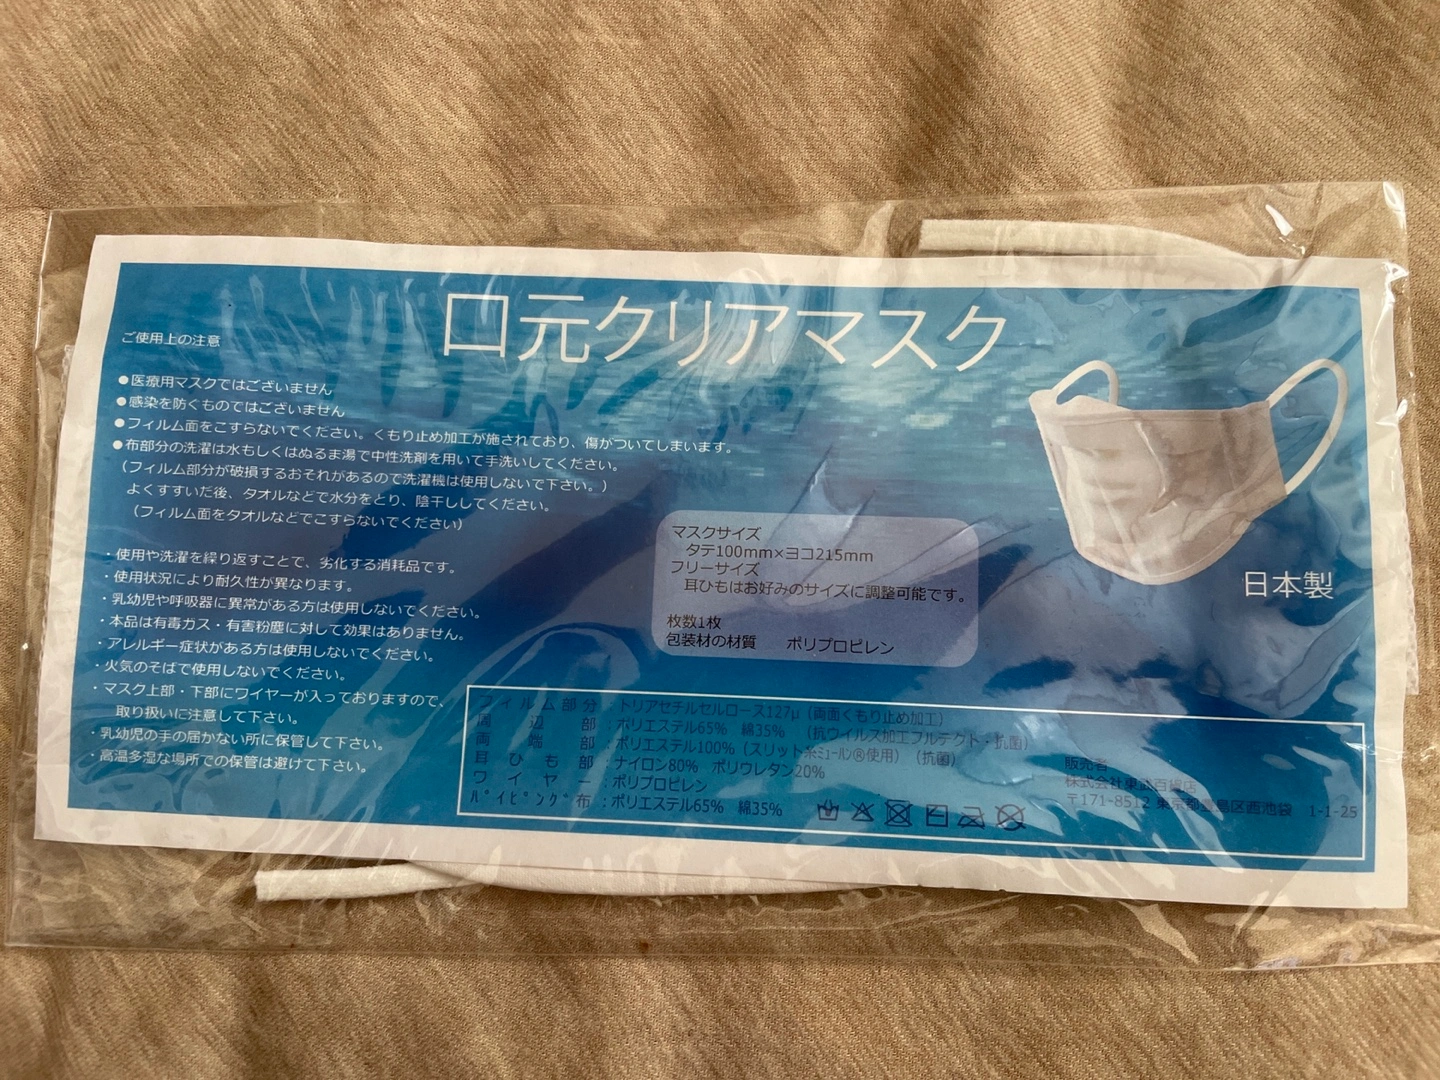 口元クリアマスク
ご使用上の注意
●医療用マスクではございません
●感染を防ぐものではございません
●フィルム面をこすらないでください。くもり止め加工が施されており、傷がついてしまいます。
●布部分の洗濯は水もしくはぬるま湯で中性洗剤を用いて手洗いしてください。
（フィルム部分が破損するおそれがあるので洗濯機は使用しないで下さい。）
よくすすいだ後、タオルなどで水分をとり、陰干ししてください。
（フィルム面をタオルなどでこすらないでください）
・使用や洗濯を繰り返すことで、劣化する消耗品です。
・使用状況により耐久性が異なります。
・乳幼児や呼吸器に異常がある方は使用しないでください。
・本品は有毒ガス・有害粉塵に対して効果はありません。
・アレルギー症状がある方は使用しないでください。
・火気のそばで使用しないでください。
・マスク上部・下部にワイヤーが入っておりますので、
取り扱いに注意して下さい。
・乳幼児の手の届かない所に保管して下さい。
・高温多湿な場所での保管は避けて下さい。
マスクサイズ
タテ100mm×ヨコ215mm
フリーサイズ
耳ひもはお好みのサイズに調整可能です。
枚数1枚
包装材の材質　ポリプロピレン
日本製
フィルム部分：トリアセチルセルロース127μ（両面くもり止め加工）
周辺部：ポリエステル65%　綿35%　（抗ウイルス加工フルテクト・抗菌）
両端部：ポリエステル100%（スリット糸ﾐｭｰﾙﾝ®使用）（抗菌）
耳ひも部：ナイロン80%　ポリウレタン20%
ワイヤー：ポリプロピレン
ﾊﾟｲﾋﾟﾝｸﾞ布：ポリエステル65%　綿35%
販売者
株式会社東武百貨店
〒171-8512 東京都豊島区西池袋　1-1-25